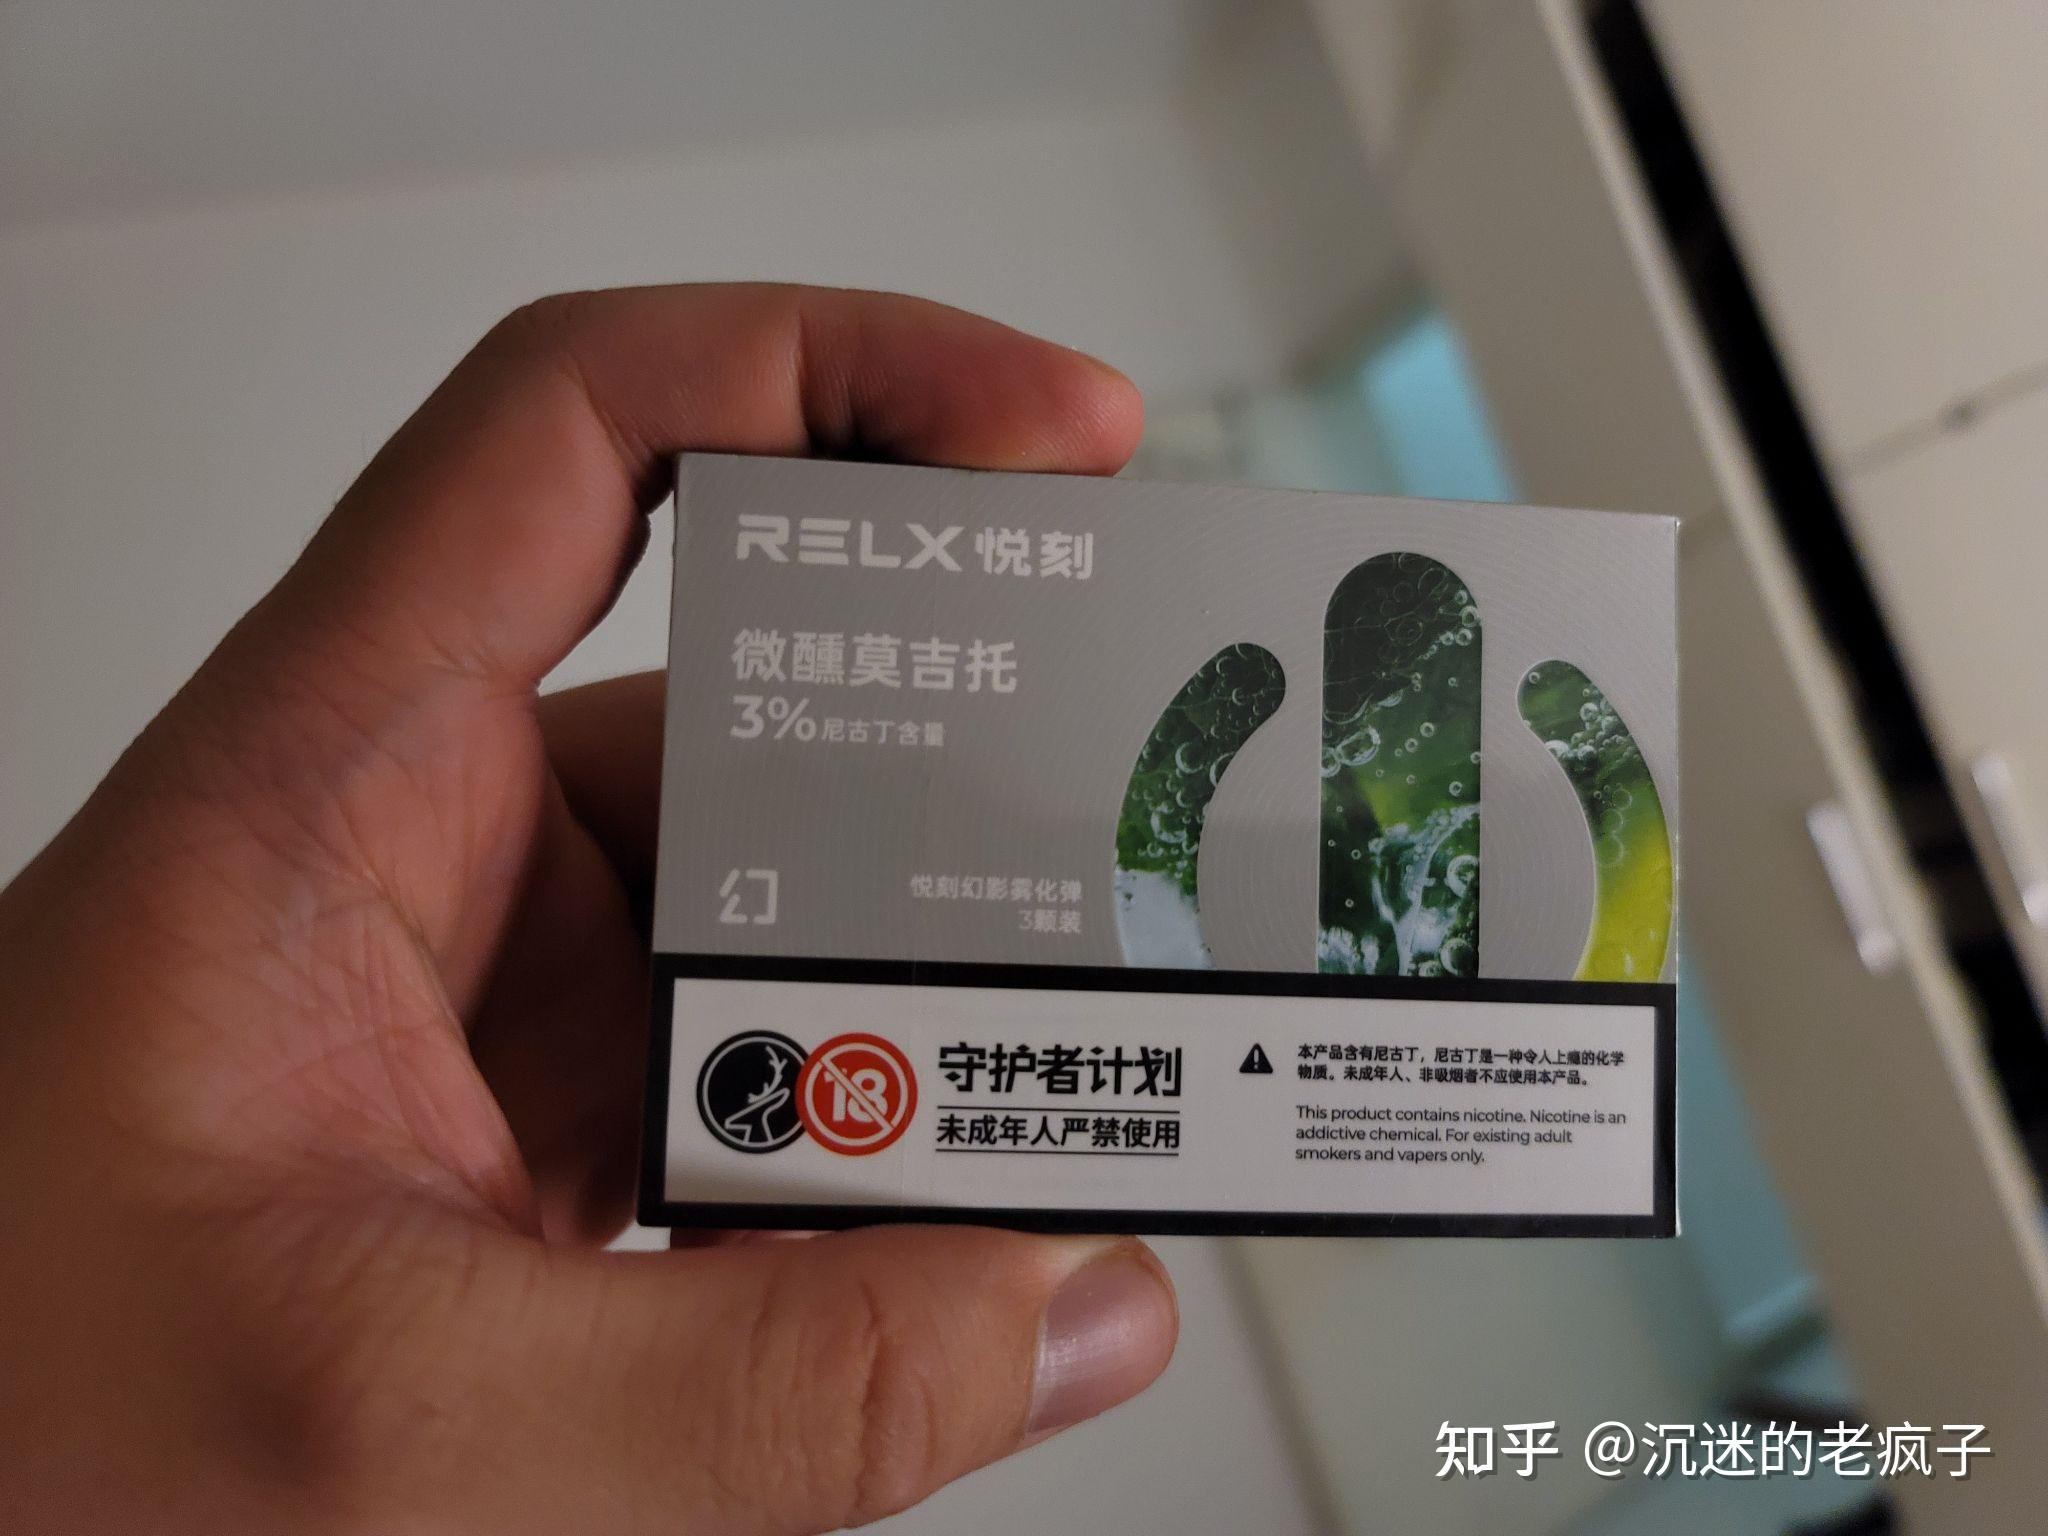 RELX 悦刻
微醺莫吉托
3% 尼古丁含量
幻
悦刻幻影雾化弹
3颗装
18
守护者计划
未成年人严禁使用
本产品含有尼古丁，尼古丁是一种令人上瘾的化学
物质。未成年人、非吸烟者不应使用本产品。
This product contains nicotine. Nicotine is an
addictive chemical. For existing adult
smokers and vapers only.
知乎 @沉迷的老疯子